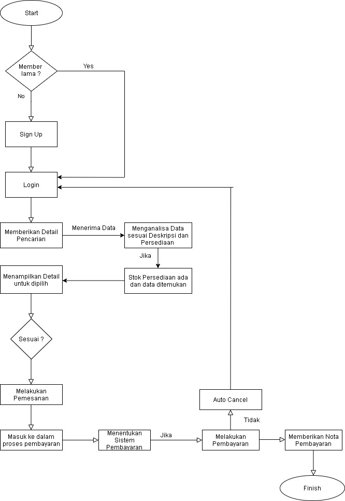 Start
Member
lama ?
Yes
No
Sign Up
Login
Memberikan Detail
Pencarian
Menerima Data
Menganalisa Data
sesuai Deskripsi dan
Persediaan
Jika
Menampilkan Detail
untuk dipilih
Stok Persediaan ada
dan data ditemukan
Sesuai ?
Melakukan
Pemesanan
Auto Cancel
Tidak
Masuk ke dalam
proses pembayaran
Menentukan
Sistem
Pembayaran
Jika
Melakukan
Pembayaran
Memberikan Nota
Pembayaran
Finish